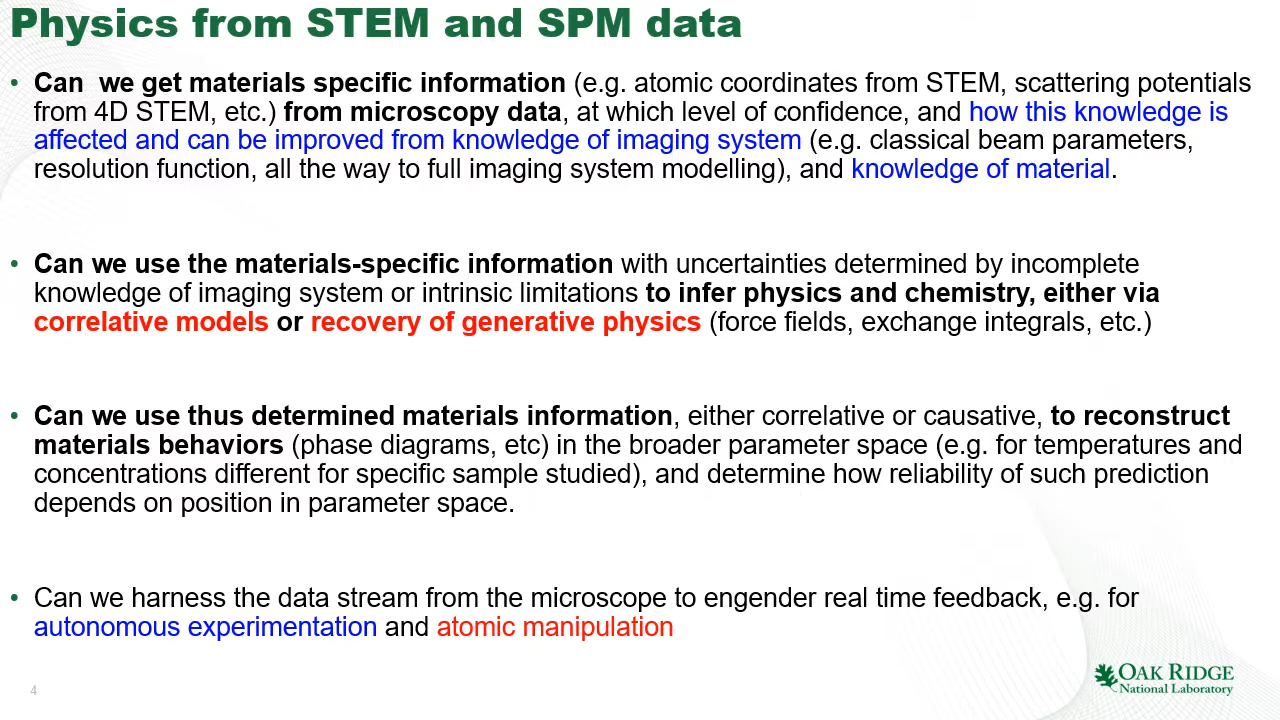 Physics from STEM and SPM data
• Can  we get materials specific information (e.g. atomic coordinates from STEM, scattering potentials
from 4D STEM, etc.) from microscopy data, at which level of confidence, and how this knowledge is
affected and can be improved from knowledge of imaging system (e.g. classical beam parameters,
resolution function, all the way to full imaging system modelling), and knowledge of material.
• Can we use the materials-specific information with uncertainties determined by incomplete
knowledge of imaging system or intrinsic limitations to infer physics and chemistry, either via
correlative models or recovery of generative physics (force fields, exchange integrals, etc.)
• Can we use thus determined materials information, either correlative or causative, to reconstruct
materials behaviors (phase diagrams, etc) in the broader parameter space (e.g. for temperatures and
concentrations different for specific sample studied), and determine how reliability of such prediction
depends on position in parameter space.
• Can we harness the data stream from the microscope to engender real time feedback, e.g. for
autonomous experimentation and atomic manipulation
4
OAK RIDGE
National Laboratory